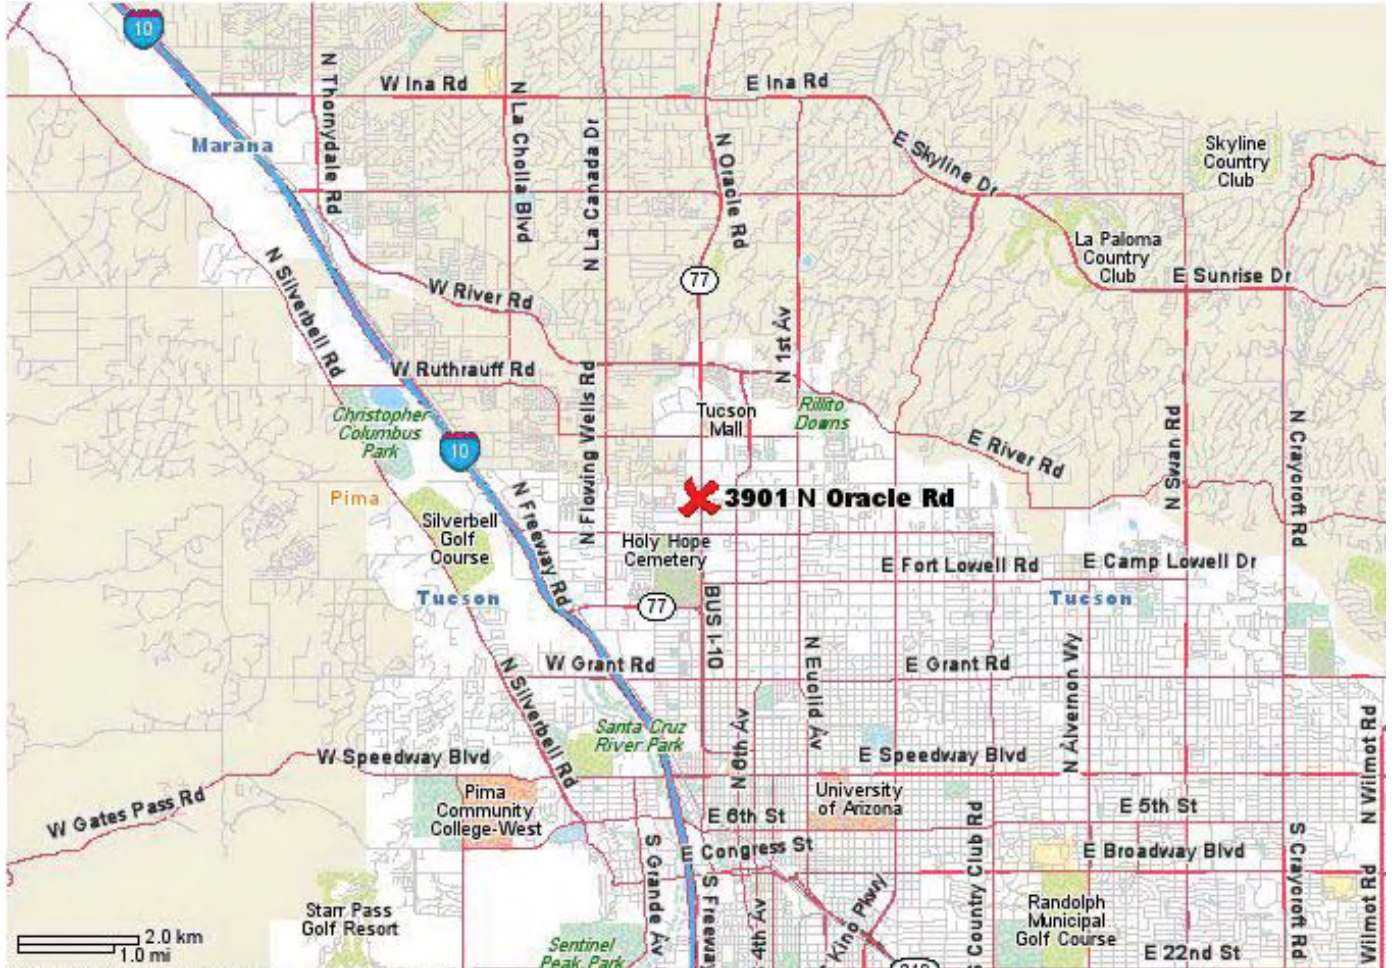 10
W Ina Rd
E Ina Rd
N Thornydale Rd
N La Cholla Blvd
N La Canada Dr
N Oracle Rd
E Skyline Dr
Skyline
Country
Club
Marana
La Paloma
Country
Club
E Sunrise Dr
N Silverbell Rd
W River Rd
77
N 1st Av
W Ruthrauff Rd
N Flowing Wells Rd
Christopher
Columbus
Park
Tucson
Mall
Rillito
Downs
E River Rd
N Swan Rd
N Craycroft Rd
10
Pima
3901 N Oracle Rd
Silverbell
Golf
Course
N Freeway Rd
Holy Hope
Cemetery
E Fort Lowell Rd
E Camp Lowell Dr
Tucson
77
BUS I-10
Tucson
W Grant Rd
E Grant Rd
N Silverbell Rd
N Euclid Av
N Alvernon Wy
Santa Cruz
River Park
N 6th Av
W Speedway Blvd
E Speedway Blvd
N Wilmot Rd
W Gates Pass Rd
Pima
Community
College-West
University
of Arizona
E 6th St
E 5th St
S Grande Av
E Congress St
S Country Club Rd
E Broadway Blvd
S Craycroft Rd
Wilmot Rd
Starr Pass
Golf Resort
S Freeway
4th Av
Kino Pkwy
Randolph
Municipal
Golf Course
2.0 km
1.0 mi
Sentinel
Peak Park
E 22nd St